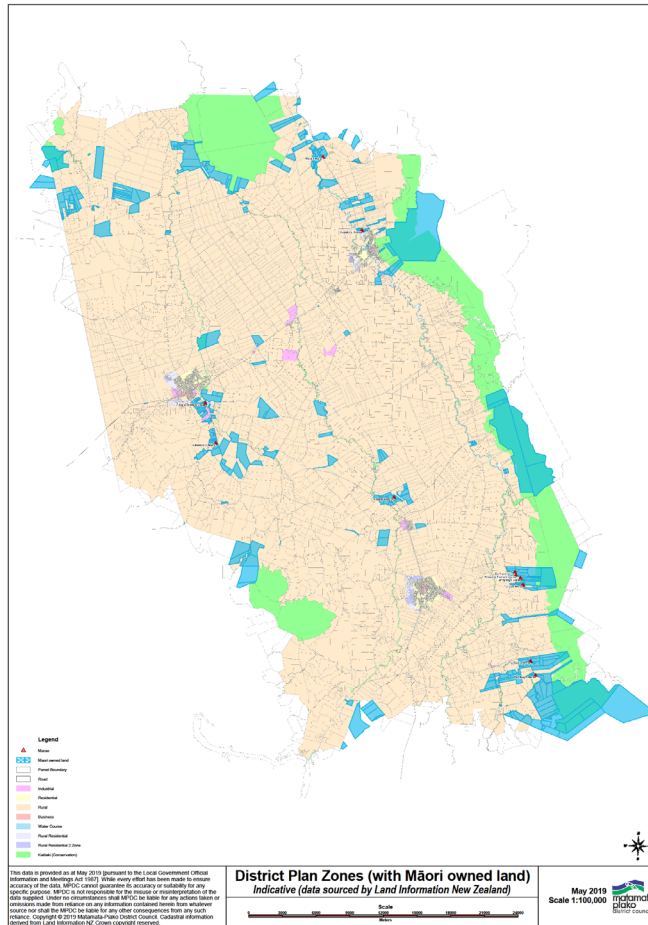 Legend
Marae
Maori owned land
Parcel Boundary
Road
Industrial
Residential
Rural
Business
Water Course
Rural Residential
Rural Residential 2 Zone
Kaitiaki (Conservation)
This data is provided as at May 2019 [pursuant to the Local Government Official
Information and Meetings Act 1987]. While every effort has been made to ensure
accuracy of the data, MPDC cannot guarantee its accuracy or suitability for any
specific purpose. MPDC is not responsible for the misuse or misinterpretation of the
data supplied. Under no circumstances shall MPDC be liable for any actions taken or
omissions made from reliance on any information contained herein from whatever
source nor shall the MPDC be liable for any other consequences from any such
reliance. Copyright © 2019 Matamata-Piako District Council. Cadastral information
derived from Land Information NZ Crown copyright reserved.
District Plan Zones (with Māori owned land)
Indicative (data sourced by Land Information New Zealand)
Scale
0 3000 6000 9000 12000 15000 18000 21000 24000
Meters
May 2019
Scale 1:100,000
matamata
piako
district council